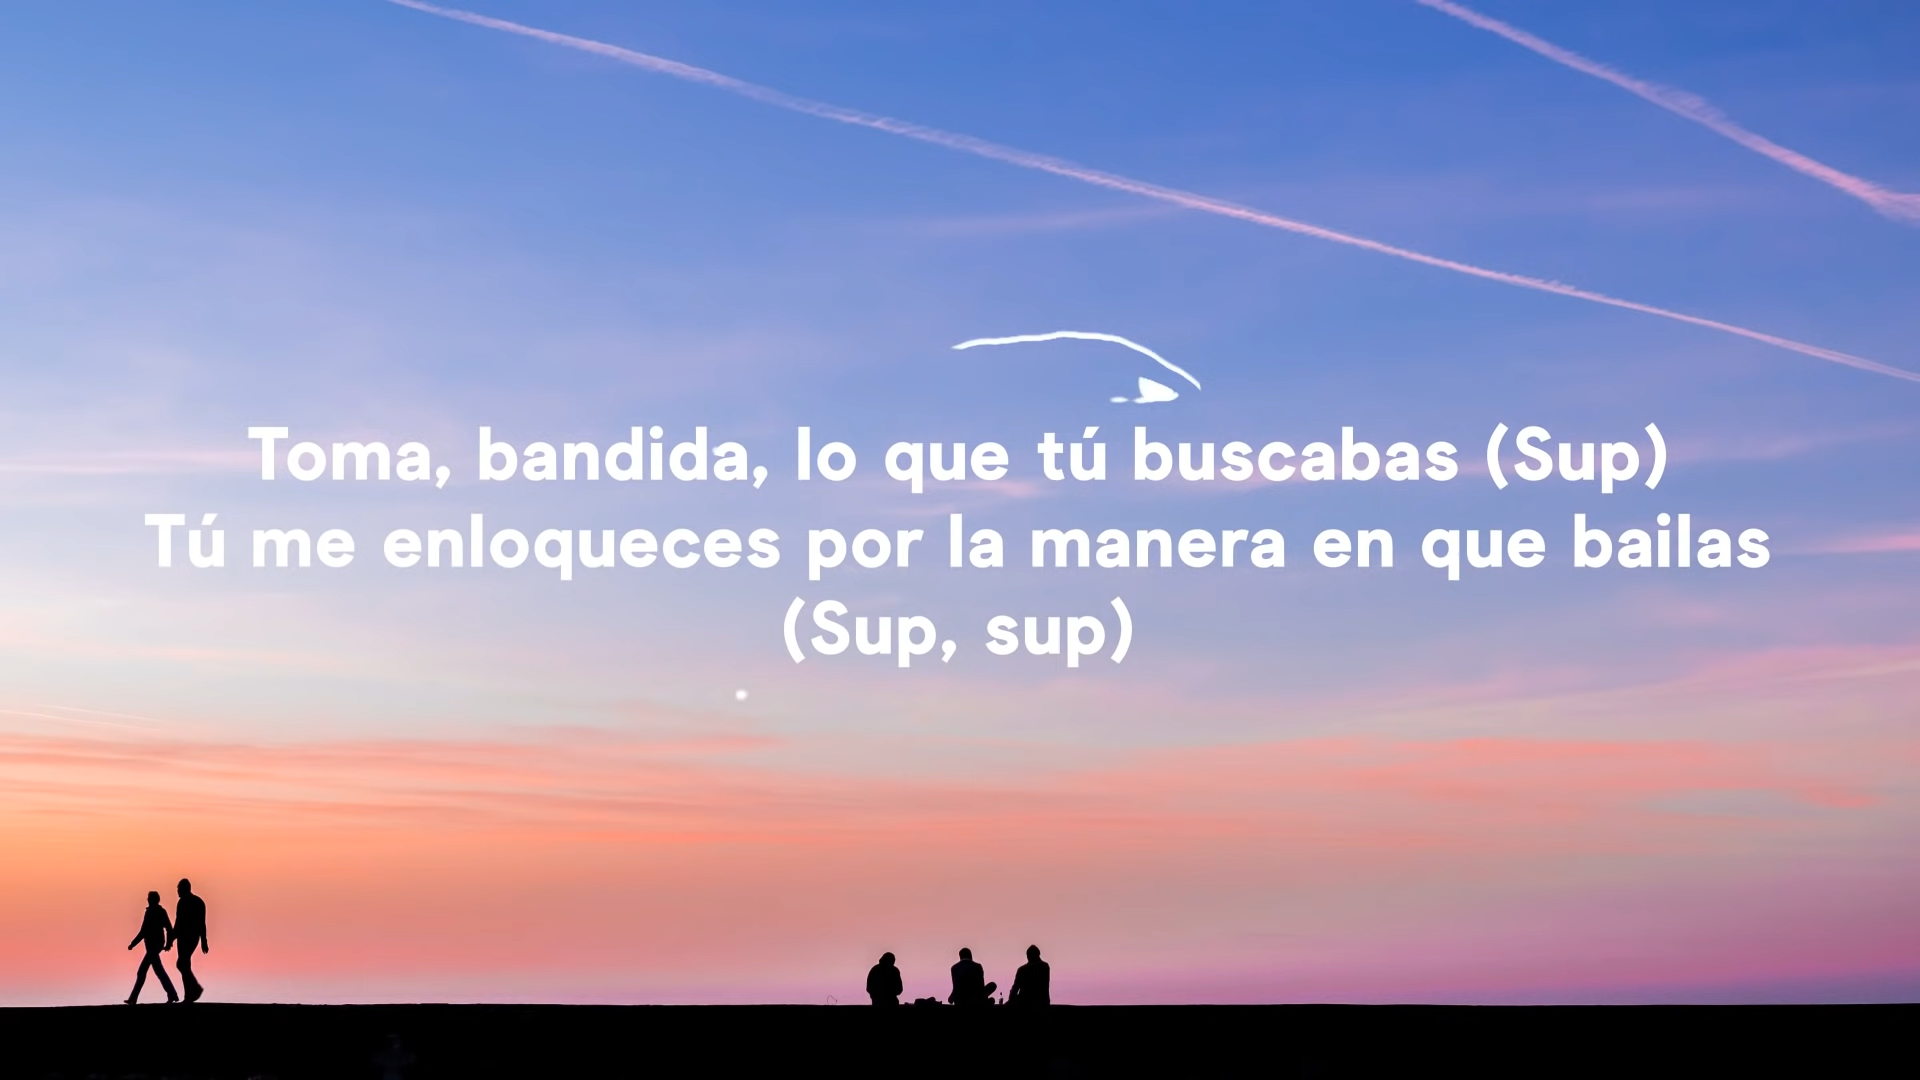 Toma, bandida, lo que tú buscabas (Sup)
Tú me enloqueces por la manera en que bailas
(Sup, sup)